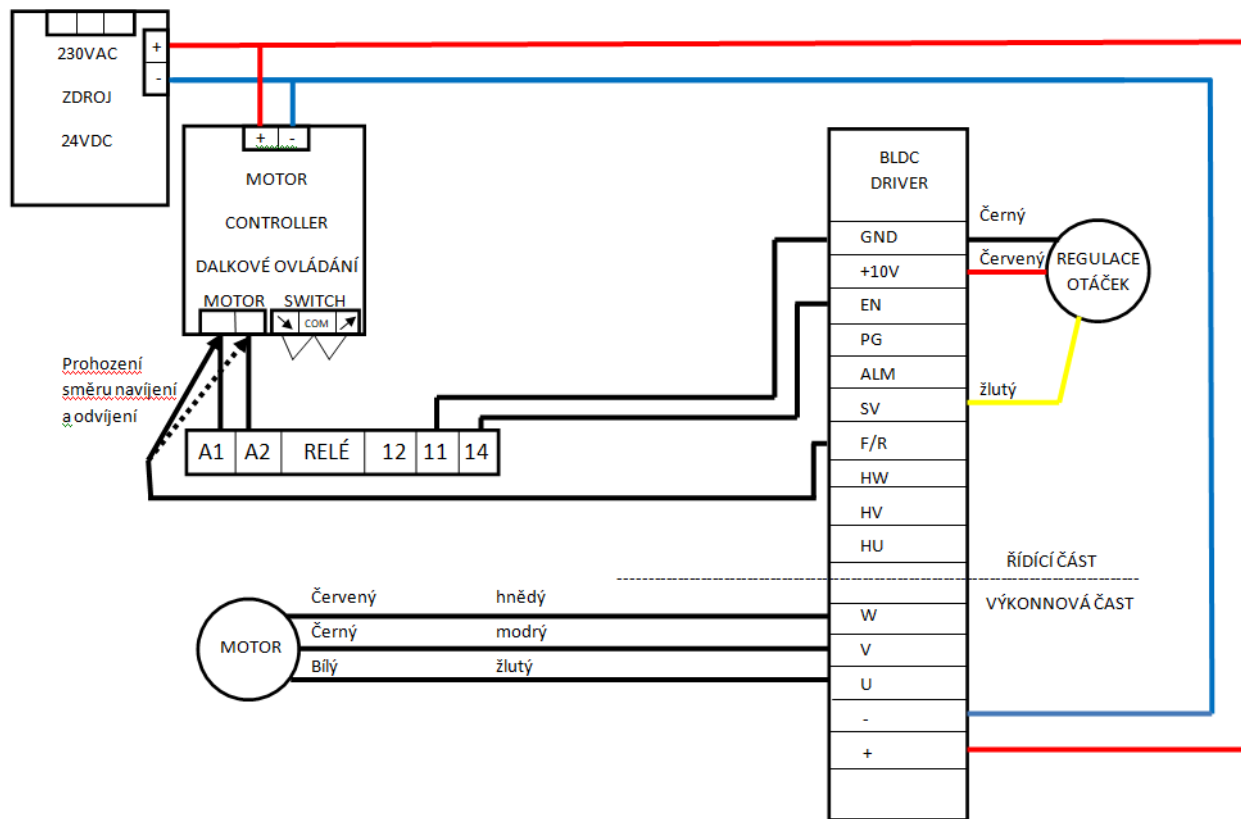 230VAC
+
-
ZDROJ
24VDC
+ -
MOTOR
CONTROLLER
DALKOVÉ OVLÁDÁNÍ
MOTOR SWITCH
COM
Prohození
směru navíjení
a odvíjení
A1 A2 RELÉ 12 11 14
BLDC
DRIVER
GND
+10V
EN
PG
ALM
SV
F/R
HW
HV
HU
W
V
U
-
+
Černý
Červený
žlutý
REGULACE
OTÁČEK
ŘÍDÍCÍ ČÁST
VÝKONNOVÁ ČAST
MOTOR
Červený hnědý
Černý modrý
Bílý žlutý